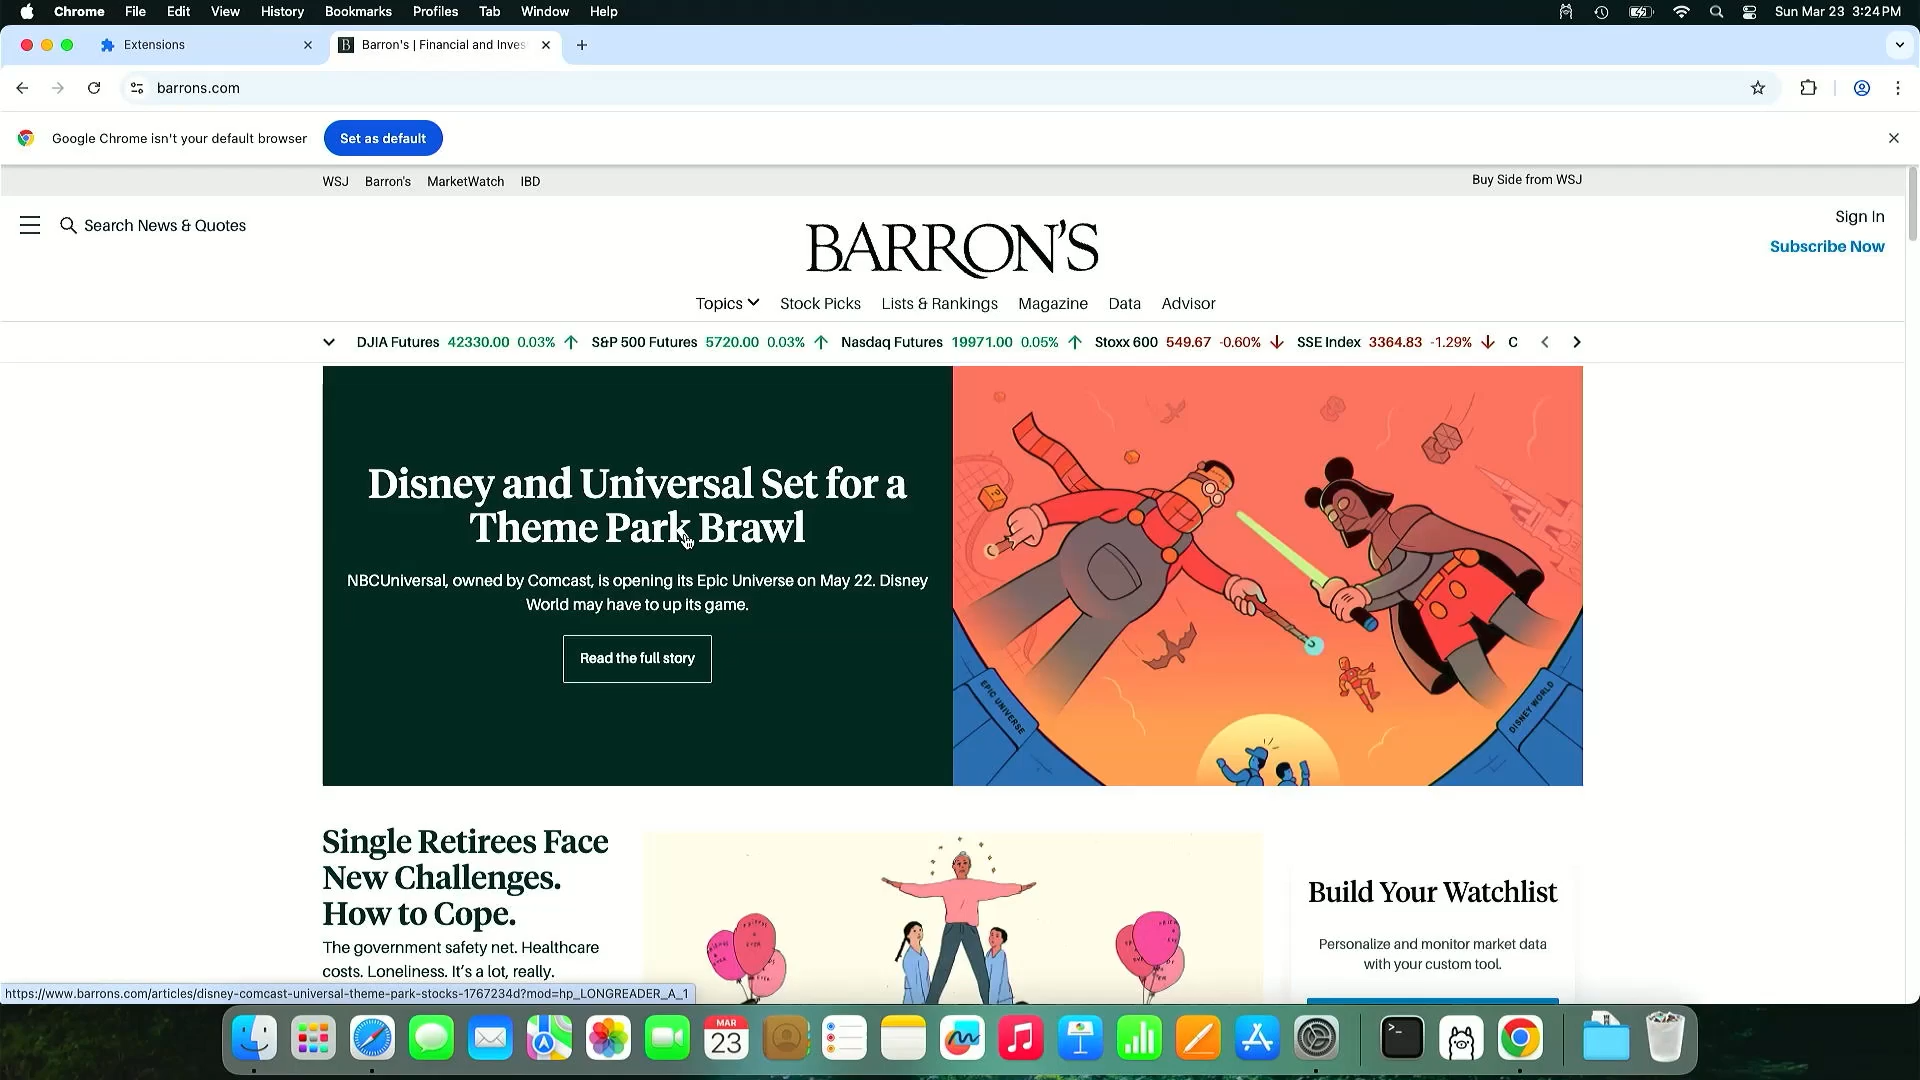 Chrome File Edit View History Bookmarks Profiles Tab Window Help Sun Mar 23 3:24 PM
Extensions
Barron's | Financial and Inves
barrons.com
Google Chrome isn't your default browser Set as default
WSJ Barron's MarketWatch IBD Buy Side from WSJ
Search News & Quotes
BARRON'S
Sign In
Subscribe Now
Topics Stock Picks Lists & Rankings Magazine Data Advisor
DJIA Futures 42330.00 0.03% S&P 500 Futures 5720.00 0.03% Nasdaq Futures 19971.00 0.05% Stoxx 600 549.67 -0.60% SSE Index 3364.83 -1.29% C
Disney and Universal Set for a
Theme Park Brawl
NBCUniversal, owned by Comcast, is opening its Epic Universe on May 22. Disney
World may have to up its game.
Read the full story
EPIC UNIVERSE
DISNEY WORLD
Single Retirees Face
New Challenges.
How to Cope.
The government safety net. Healthcare
costs. Loneliness. It's a lot, really.
Build Your Watchlist
Personalize and monitor market data
with your custom tool.
https://www.barrons.com/articles/disney-comcast-universal-theme-park-stocks-1767234d?mod=hp_LONGREADER_A_1
MAR
23